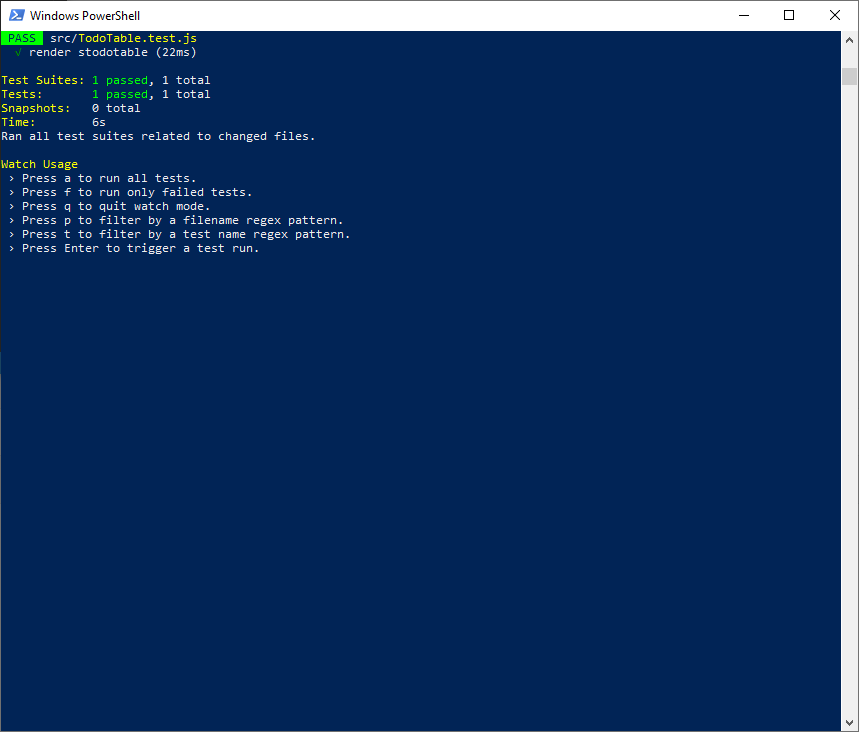 Windows PowerShell
PASS src/TodoTable.test.js
√ render stodotable (22ms)
Test Suites: 1 passed, 1 total
Tests: 1 passed, 1 total
Snapshots: 0 total
Time: 6s
Ran all test suites related to changed files.
Watch Usage
› Press a to run all tests.
› Press f to run only failed tests.
› Press q to quit watch mode.
› Press p to filter by a filename regex pattern.
› Press t to filter by a test name regex pattern.
› Press Enter to trigger a test run.